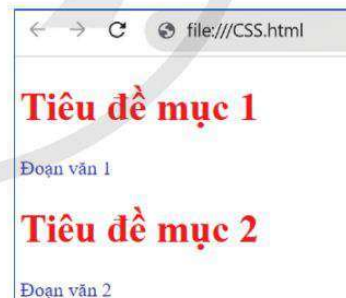 file:///CSS.html
Tiêu đề mục 1
Đoạn văn 1
Tiêu đề mục 2
Đoạn văn 2